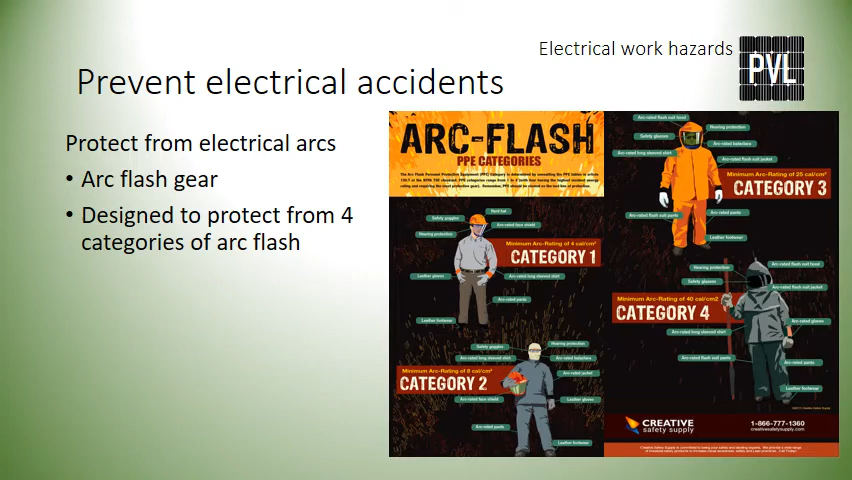 Electrical work hazards
PVL
Prevent electrical accidents
Protect from electrical arcs
• Arc flash gear
• Designed to protect from 4
categories of arc flash
ARC-FLASH
PPE CATEGORIES
Hard hat
Safety goggles
Arc-rated face shield
Hearing protection
Minimum Arc-Rating of 4 cal/cm²
CATEGORY 1
Leather gloves
Arc-rated long sleeved shirt
Arc-rated pants
Leather footwear
Safety goggles
Hearing protection
Arc-rated long sleeved shirt
Arc-rated balaclava
Minimum Arc-Rating of 8 cal/cm²
Arc-rated jacket
CATEGORY 2
Arc-rated face shield
Leather gloves
Arc-rated pants
Leather footwear
Arc-rated flash suit hood
Hearing protection
Safety glasses
Arc-rated balaclava
Arc-rated long sleeved shirt
Arc-rated flash suit jacket
Minimum Arc-Rating of 25 cal/cm²
CATEGORY 3
Arc-rated flash suit pants
Arc-rated pants
Leather footwear
Hearing protection
Arc-rated flash suit hood
Safety glasses
Arc-rated flash suit jacket
Minimum Arc-Rating of 40 cal/cm2
CATEGORY 4
Arc-rated gloves
Arc-rated long sleeved shirt
Arc-rated flash suit pants
Arc-rated pants
Leather footwear
CREATIVE
safety supply
1-866-777-1360
creativesafetysupply.com